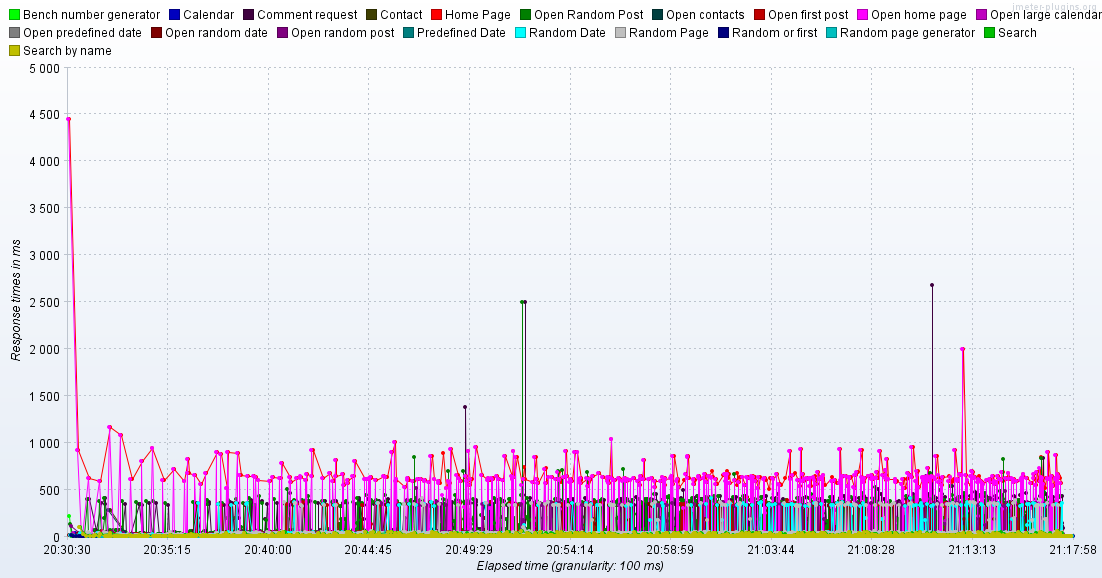 jmeter-plugins.org
Bench number generator Calendar Comment request Contact Home Page Open Random Post Open contacts Open first post Open home page Open large calendar
Open predefined date Open random date Open random post Predefined Date Random Date Random Page Random or first Random page generator Search
Search by name
5 000
4 500
4 000
3 500
3 000
2 500
2 000
1 500
1 000
500
0
Response times in ms
20:30:30 20:35:15 20:40:00 20:44:45 20:49:29 20:54:14 20:58:59 21:03:44 21:08:28 21:13:13 21:17:58
Elapsed time (granularity: 100 ms)